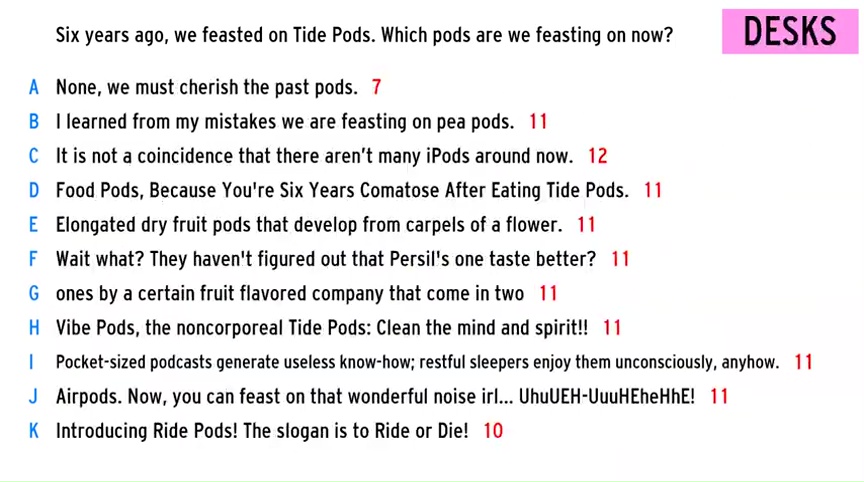 Six years ago, we feasted on Tide Pods. Which pods are we feasting on now?
DESKS
A None, we must cherish the past pods. 7
B I learned from my mistakes we are feasting on pea pods. 11
C It is not a coincidence that there aren't many iPods around now. 12
D Food Pods, Because You're Six Years Comatose After Eating Tide Pods. 11
E Elongated dry fruit pods that develop from carpels of a flower. 11
F Wait what? They haven't figured out that Persil's one taste better? 11
G ones by a certain fruit flavored company that come in two 11
H Vibe Pods, the noncorporeal Tide Pods: Clean the mind and spirit!! 11
I Pocket-sized podcasts generate useless know-how; restful sleepers enjoy them unconsciously, anyhow. 11
J Airpods. Now, you can feast on that wonderful noise irl... UhuUEH-UuuHEheHhE! 11
K Introducing Ride Pods! The slogan is to Ride or Die! 10